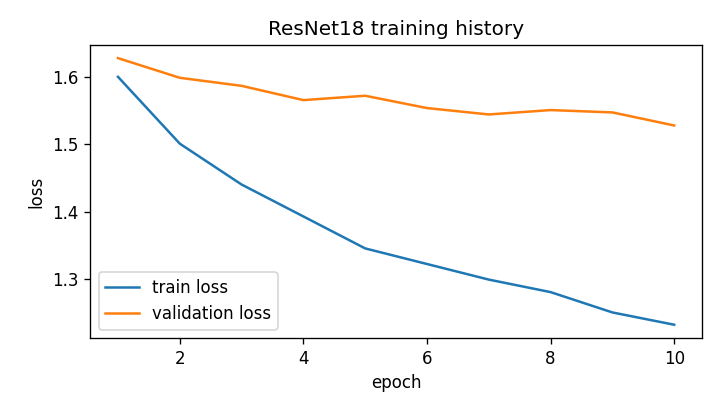 ResNet18 training history
1.6
1.5
1.4
1.3
loss
train loss
validation loss
2 4 6 8 10
epoch